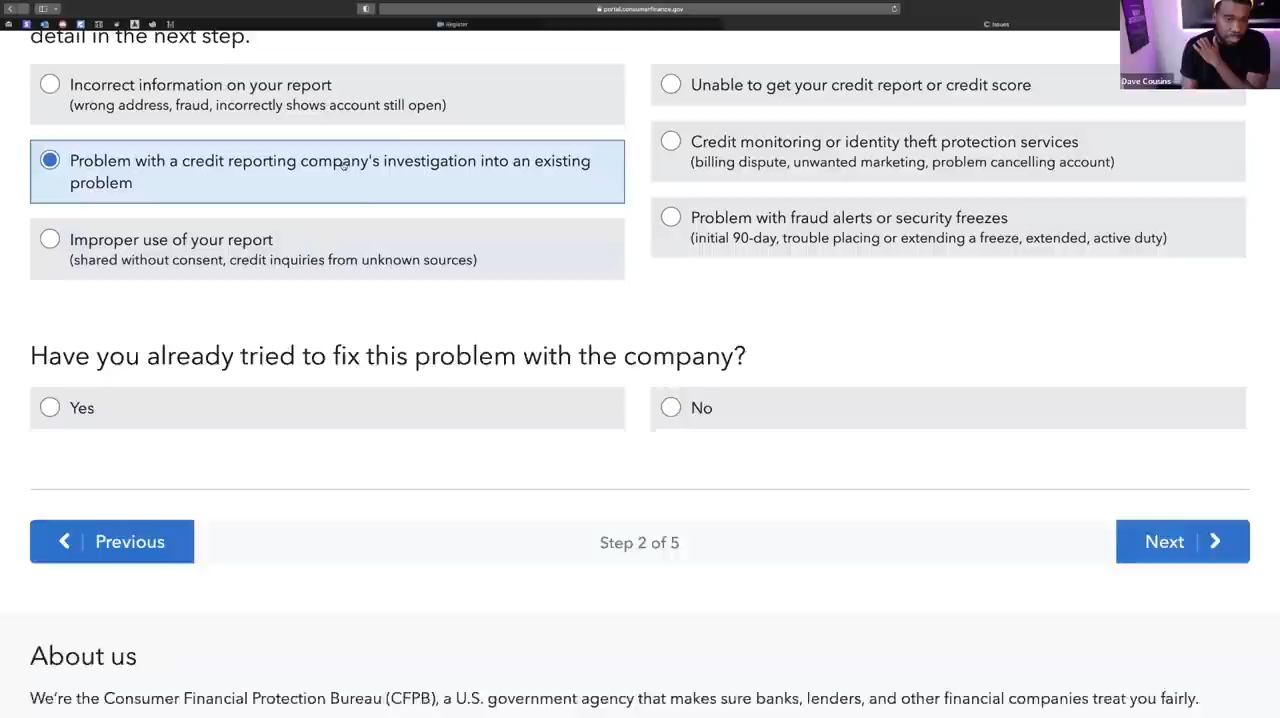 portal.consumerfinance.gov
Register
Issues
detail in the next step.
Dave Cousins
Incorrect information on your report
(wrong address, fraud, incorrectly shows account still open)
Problem with a credit reporting company's investigation into an existing
problem
Improper use of your report
(shared without consent, credit inquiries from unknown sources)
Unable to get your credit report or credit score
Credit monitoring or identity theft protection services
(billing dispute, unwanted marketing, problem cancelling account)
Problem with fraud alerts or security freezes
(initial 90-day, trouble placing or extending a freeze, extended, active duty)
Have you already tried to fix this problem with the company?
Yes
No
Previous
Step 2 of 5
Next
About us
We're the Consumer Financial Protection Bureau (CFPB), a U.S. government agency that makes sure banks, lenders, and other financial companies treat you fairly.